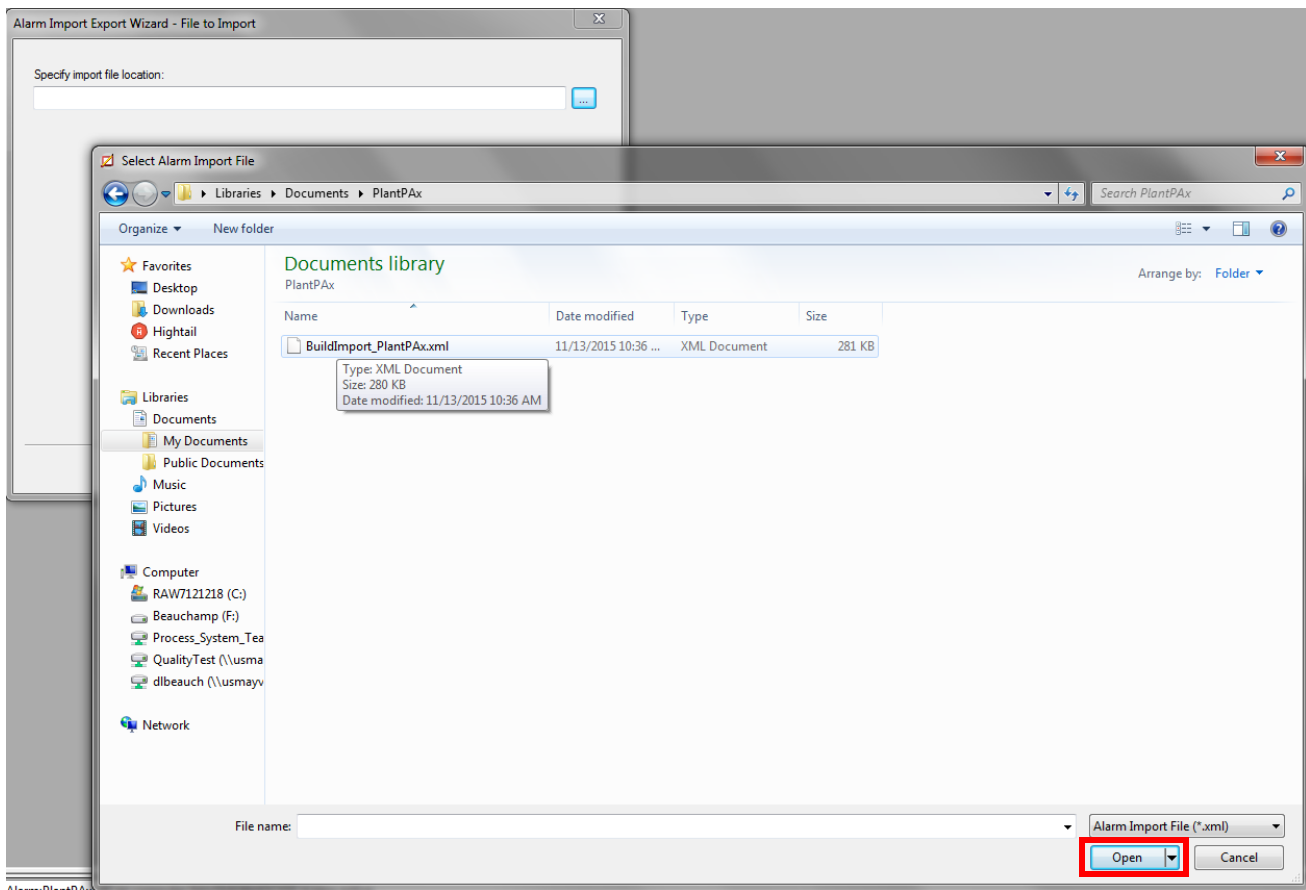 Alarm Import Export Wizard - File to Import
Specify import file location:
...
Select Alarm Import File
Libraries Documents PlantPAx
Search PlantPAx
Organize New folder
Favorites
Desktop
Downloads
Hightail
Recent Places
Libraries
Documents
My Documents
Public Documents
Music
Pictures
Videos
Computer
RAW7121218 (C:)
Beauchamp (F:)
Process_System_Tea
QualityTest (\\usma
dlbeauch (\\usmayv
Network
Documents library
PlantPAx
Arrange by: Folder
Name Date modified Type Size
BuildImport_PlantPAx.xml 11/13/2015 10:36 ... XML Document 281 KB
Type: XML Document
Size: 280 KB
Date modified: 11/13/2015 10:36 AM
File name: Alarm Import File (*.xml)
Open Cancel